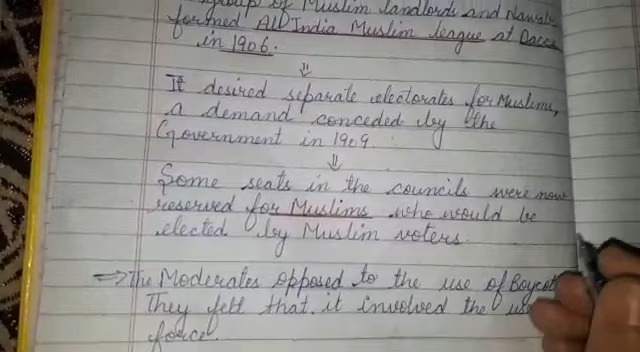 of Muslim landlords and Nawabs
formed All India Muslim league at Dacca
in 1906.
⇓
It desired separate electorates for Muslims,
a demand conceded by the
Government in 1909.
⇓
Some seats in the councils were now
reserved for Muslims who would be
elected by Muslim voters.
⇒ The Moderates opposed to the use of Boycott
They felt that it involved the
force.